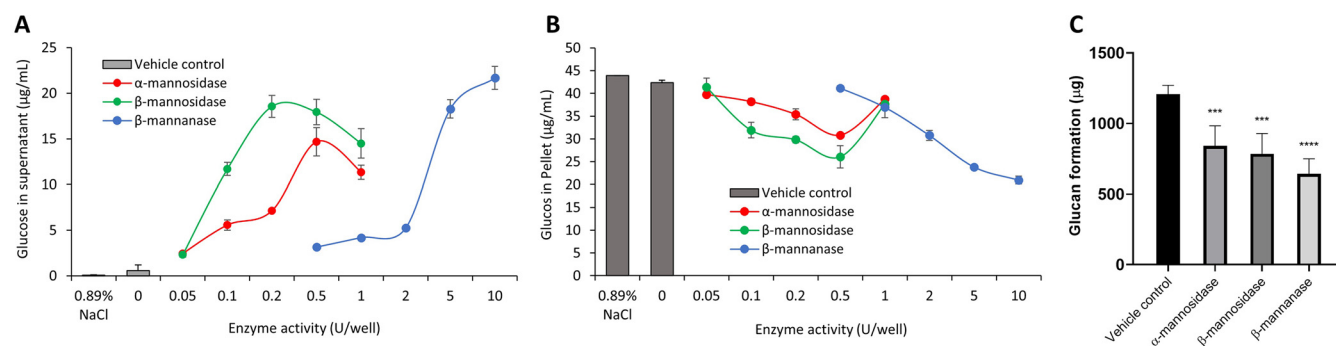 A
Glucose in supernatant (µg/mL)
25
20
15
10
5
0
Vehicle control
α-mannosidase
β-mannosidase
β-mannanase
0.89% 0 0.05 0.1 0.2 0.5 1 2 5 10
NaCl
Enzyme activity (U/well)
B
Glucos in Pellet (µg/mL)
50
45
40
35
30
25
20
15
10
5
0
Vehicle control
α-mannosidase
β-mannosidase
β-mannanase
0.89% 0 0.05 0.1 0.2 0.5 1 2 5 10
NaCl
Enzyme activity (U/well)
C
Glucan formation (µg)
1500
1000
500
0
*** *** ****
Vehicle control
α-mannosidase
β-mannosidase
β-mannanase